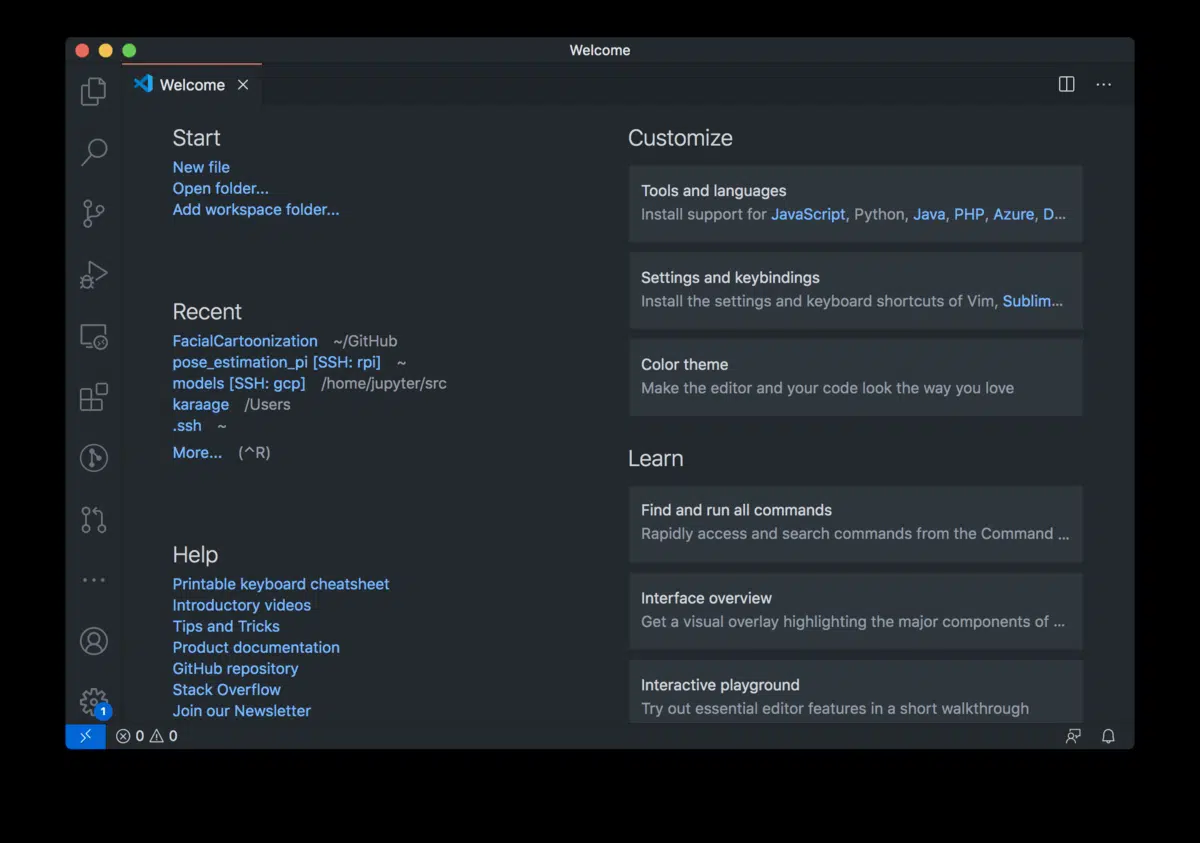 Welcome
Welcome
Start
New file
Open folder...
Add workspace folder...
Recent
FacialCartoonization ~/GitHub
pose_estimation_pi [SSH: rpi] ~
models [SSH: gcp] /home/jupyter/src
karaage /Users
.ssh ~
More... (^R)
Help
Printable keyboard cheatsheet
Introductory videos
Tips and Tricks
Product documentation
GitHub repository
Stack Overflow
Join our Newsletter
Customize
Tools and languages
Install support for JavaScript, Python, Java, PHP, Azure, D...
Settings and keybindings
Install the settings and keyboard shortcuts of Vim, Sublim...
Color theme
Make the editor and your code look the way you love
Learn
Find and run all commands
Rapidly access and search commands from the Command ...
Interface overview
Get a visual overlay highlighting the major components of ...
Interactive playground
Try out essential editor features in a short walkthrough
1
0 0